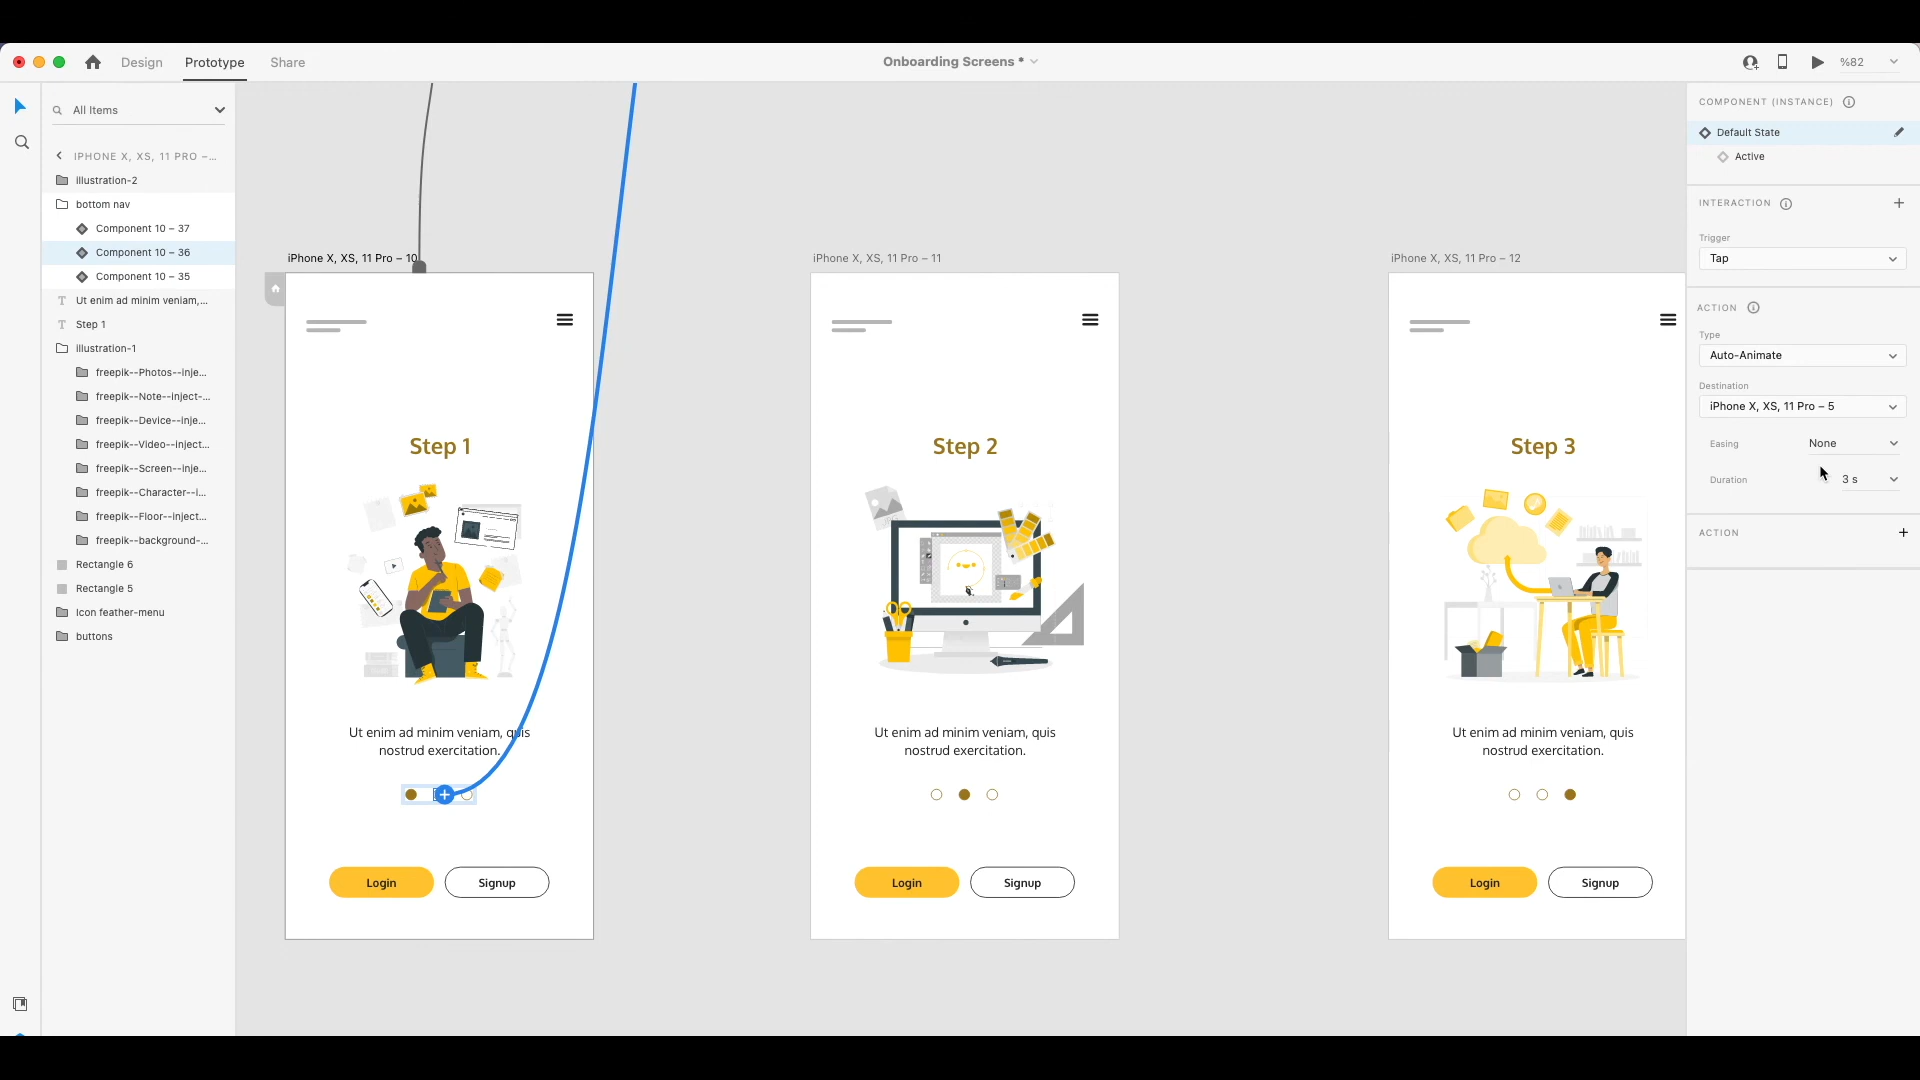 Design
Prototype
Share
Onboarding Screens *
%82
All Items
IPHONE X, XS, 11 PRO –...
illustration-2
bottom nav
Component 10 – 37
Component 10 – 36
Component 10 – 35
Ut enim ad minim veniam,...
Step 1
illustration-1
freepik--Photos--inje...
freepik--Note--inject-...
freepik--Device--inje...
freepik--Video--inject...
freepik--Screen--inje...
freepik--Character--i...
freepik--Floor--inject...
freepik--background-...
Rectangle 6
Rectangle 5
Icon feather-menu
buttons
iPhone X, XS, 11 Pro – 10
Step 1
Ut enim ad minim veniam, quis
nostrud exercitation.
Login
Signup
iPhone X, XS, 11 Pro – 11
Step 2
Ut enim ad minim veniam, quis
nostrud exercitation.
Login
Signup
iPhone X, XS, 11 Pro – 12
Step 3
Ut enim ad minim veniam, quis
nostrud exercitation.
Login
Signup
COMPONENT (INSTANCE)
Default State
Active
INTERACTION
Trigger
Tap
ACTION
Type
Auto-Animate
Destination
iPhone X, XS, 11 Pro – 5
Easing
None
Duration
3 s
ACTION